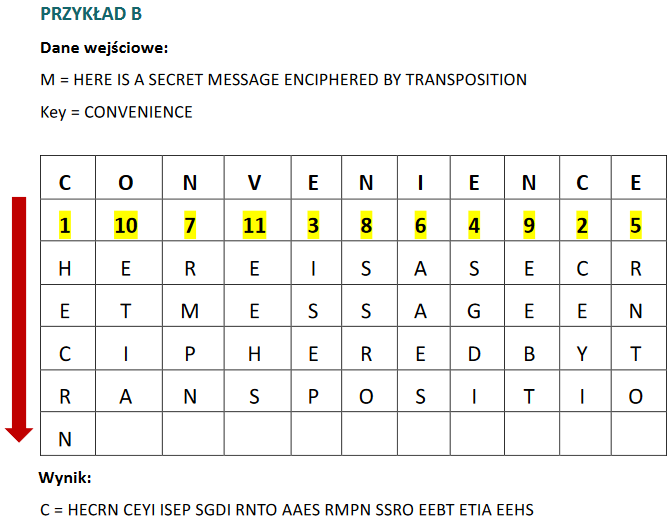 PRZYKŁAD B
Dane wejściowe:
M = HERE IS A SECRET MESSAGE ENCIPHERED BY TRANSPOSITION
Key = CONVENIENCE
C O N V E N I E N C E
1 10 7 11 3 8 6 4 9 2 5
H E R E I S A S E C R
E T M E S S A G E E N
C I P H E R E D B Y T
R A N S P O S I T I O
N
Wynik:
C = HECRN CEYI ISEP SGDI RNTO AAES RMPN SSRO EEBT ETIA EEHS